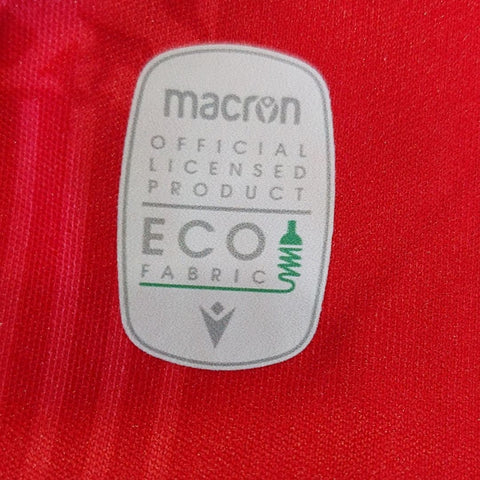 macron
OFFICIAL
LICENSED
PRODUCT
ECO
FABRIC